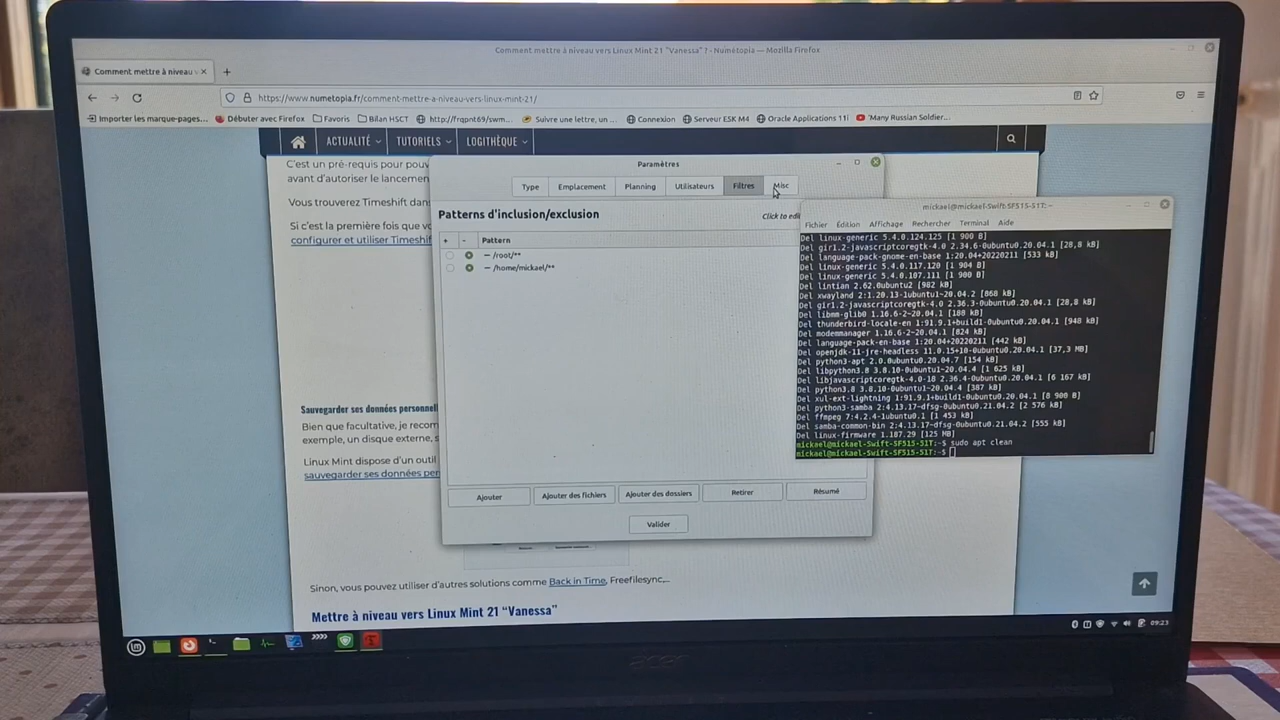 Comment mettre à niveau vers Linux Mint 21 "Vanessa" ? - Numétopia — Mozilla Firefox
Comment mettre à niveau v
https://www.numetopia.fr/comment-mettre-a-niveau-vers-linux-mint-21/
Importer les marque-pages...
Débuter avec Firefox
Favoris
Bilan HSCT
http://frqpnt69/swm...
Suivre une lettre, un ...
Connexion
Serveur ESK M4
Oracle Applications 11i
'Many Russian Soldier...
ACTUALITÉ
TUTORIELS
LOGITHÈQUE
C'est un pré-requis pour pouv
avant d'autoriser le lancemen
Vous trouverez Timeshift dan
Si c'est la première fois que vo
configurer et utiliser Timeshif
Sauvegarder ses données personnel
Bien que facultative, je recom
exemple, un disque externe, s
Linux Mint dispose d'un outil
sauvegarder ses données per
Sinon, vous pouvez utiliser d'autres solutions comme Back in Time, Freefilesync,...
Mettre à niveau vers Linux Mint 21 “Vanessa”
Paramètres
Type
Emplacement
Planning
Utilisateurs
Filtres
Misc
Patterns d'inclusion/exclusion
Click to edi
+ - Pattern
— /root/**
— /home/mickael/**
Ajouter
Ajouter des fichiers
Ajouter des dossiers
Retirer
Résumé
Valider
mickael@mickael-Swift-SF515-51T: ~
Fichier Édition Affichage Rechercher Terminal Aide
Del linux-generic 5.4.0.124.125 [1 900 B]
Del gir1.2-javascriptcoregtk-4.0 2.34.6-0ubuntu0.20.04.1 [28,8 kB]
Del language-pack-gnome-en-base 1:20.04+20220211 [533 kB]
Del linux-generic 5.4.0.117.120 [1 904 B]
Del linux-generic 5.4.0.107.111 [1 900 B]
Del lintian 2.62.0ubuntu2 [982 kB]
Del xwayland 2:1.20.13-1ubuntu1~20.04.2 [868 kB]
Del gir1.2-javascriptcoregtk-4.0 2.36.3-0ubuntu0.20.04.1 [28,8 kB]
Del libmm-glib0 1.16.6-2~20.04.1 [188 kB]
Del thunderbird-locale-en 1:91.9.1+build1-0ubuntu0.20.04.1 [948 kB]
Del modemmanager 1.16.6-2~20.04.1 [824 kB]
Del language-pack-en-base 1:20.04+20220211 [442 kB]
Del openjdk-11-jre-headless 11.0.15+10-0ubuntu0.20.04.1 [37,3 MB]
Del python3-apt 2.0.0ubuntu0.20.04.7 [154 kB]
Del libpython3.8 3.8.10-0ubuntu1~20.04.4 [1 625 kB]
Del libjavascriptcoregtk-4.0-18 2.36.4-0ubuntu0.20.04.1 [6 167 kB]
Del python3.8 3.8.10-0ubuntu1~20.04.4 [387 kB]
Del xul-ext-lightning 1:91.9.1+build1-0ubuntu0.20.04.1 [8 900 B]
Del python3-samba 2:4.13.17~dfsg-0ubuntu0.21.04.2 [2 576 kB]
Del ffmpeg 7:4.2.4-1ubuntu0.1 [1 453 kB]
Del samba-common-bin 2:4.13.17~dfsg-0ubuntu0.21.04.2 [555 kB]
Del linux-firmware 1.187.29 [125 MB]
mickael@mickael-Swift-SF515-51T:~$ sudo apt clean
mickael@mickael-Swift-SF515-51T:~$
09:23
acer